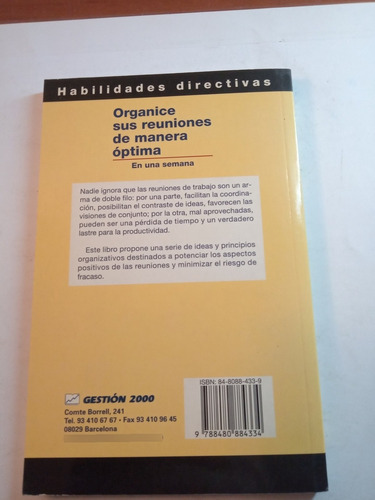 Habilidades directivas
Organice
sus reuniones
de manera
óptima
En una semana
Nadie ignora que las reuniones de trabajo son un ar-
ma de doble filo: por una parte, facilitan la coordina-
ción, posibilitan el contraste de ideas, favorecen las
visiones de conjunto; por la otra, mal aprovechadas,
pueden ser una pérdida de tiempo y un verdadero
lastre para la productividad.
Este libro propone una serie de ideas y principios
organizativos destinados a potenciar los aspectos
positivos de las reuniones y minimizar el riesgo de
fracaso.
ISBN: 84-8088-433-9
9 788480 884334
GESTIÓN 2000
Comte Borrell, 241
Tel. 93 410 67 67 • Fax 93 410 96 45
08029 Barcelona